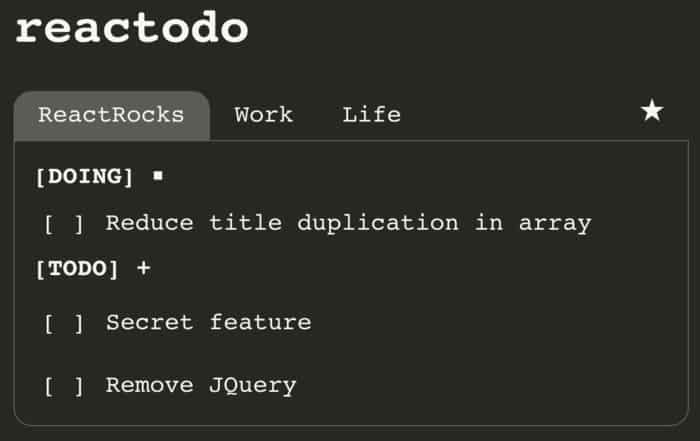 reactodo
ReactRocks Work Life ★
[DOING] ▪
[ ] Reduce title duplication in array
[TODO] +
[ ] Secret feature
[ ] Remove JQuery